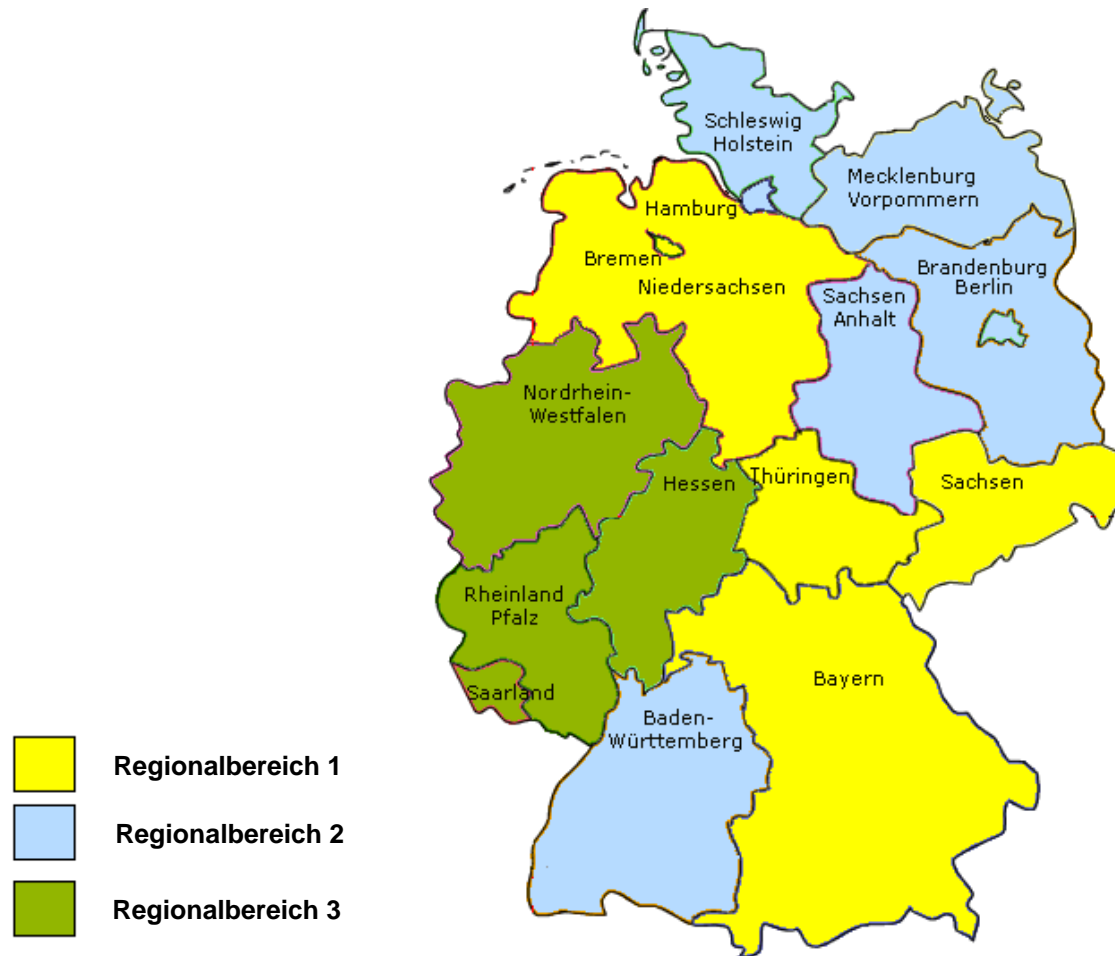 Schleswig
Holstein
Mecklenburg
Vorpommern
Hamburg
Bremen
Niedersachsen
Brandenburg
Berlin
Sachsen
Anhalt
Nordrhein-
Westfalen
Hessen
Thüringen
Sachsen
Rheinland
Pfalz
Saarland
Bayern
Baden-
Württemberg
Regionalbereich 1
Regionalbereich 2
Regionalbereich 3